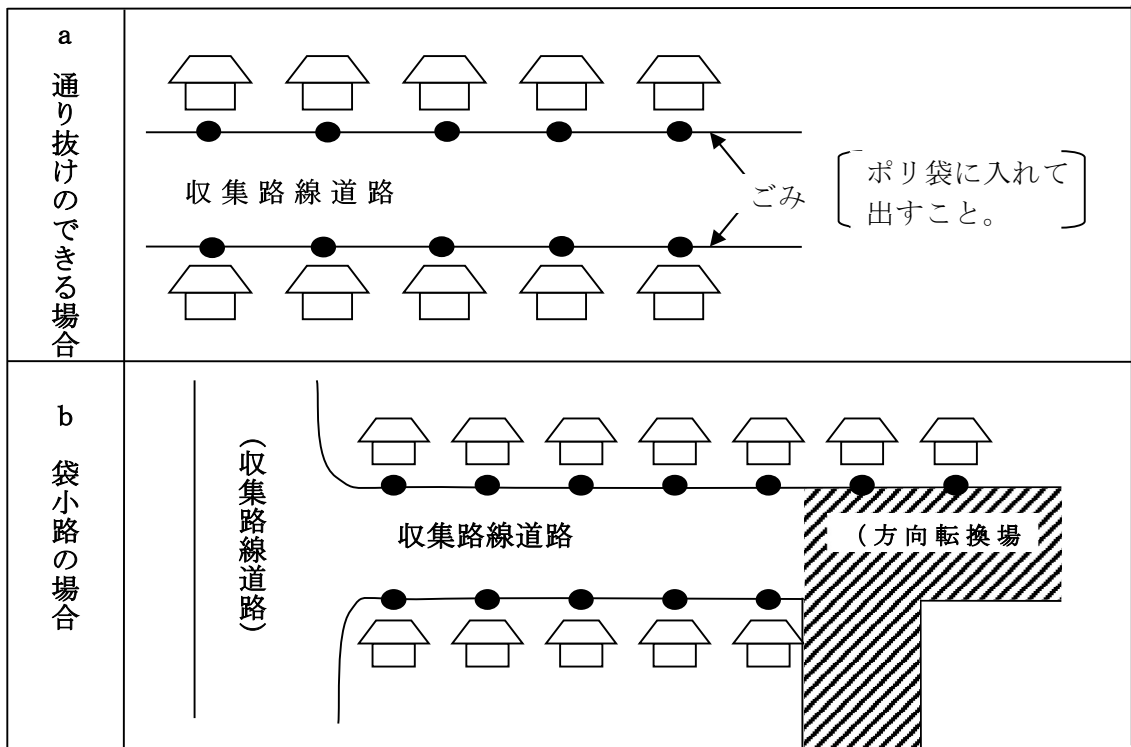 a 通り抜けのできる場合
収集路線道路
ごみ
ポリ袋に入れて
出すこと。
b 袋小路の場合
(収集路線道路)
収集路線道路
(方向転換場